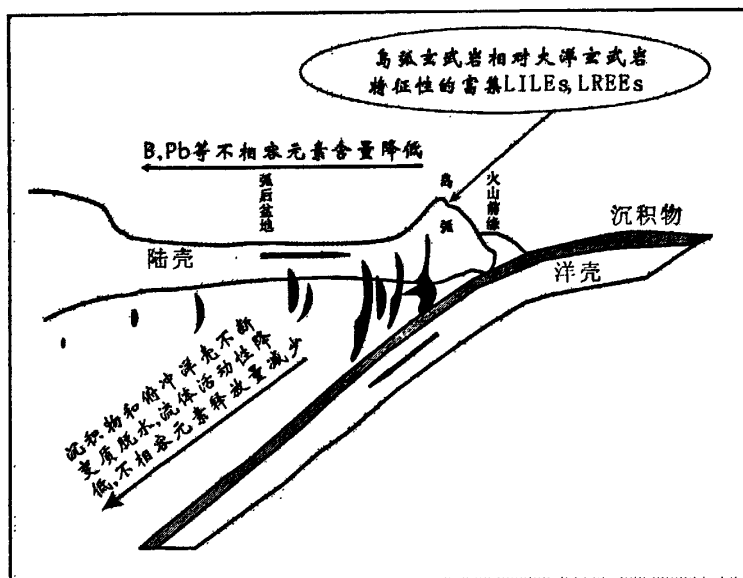 岛弧玄武岩相对大洋玄武岩
特征性的富集LILEs,LREEs
B,Pb等不相容元素含量降低
弧后盆地
岛弧
火山前缘
沉积物
陆壳
洋壳
沉积物和俯冲洋壳不断
变质脱水,流体活动性降
低,不相容元素释放量减少